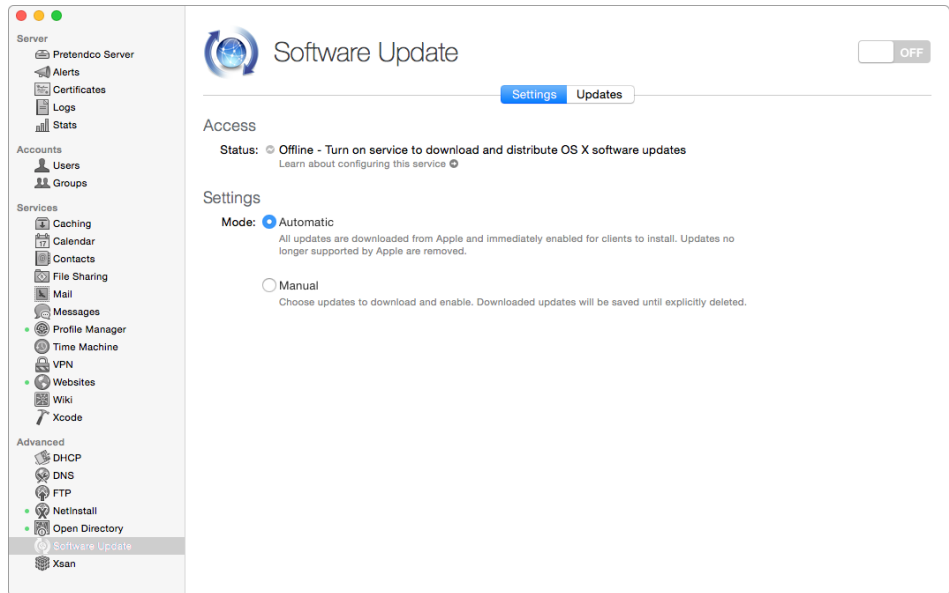 Server
Pretendco Server
Alerts
Certificates
Logs
Stats
Accounts
Users
Groups
Services
Caching
Calendar
Contacts
File Sharing
Mail
Messages
Profile Manager
Time Machine
VPN
Websites
Wiki
Xcode
Advanced
DHCP
DNS
FTP
NetInstall
Open Directory
Software Update
Xsan
Software Update
OFF
Settings Updates
Access
Status: Offline - Turn on service to download and distribute OS X software updates
Learn about configuring this service
Settings
Mode: Automatic
All updates are downloaded from Apple and immediately enabled for clients to install. Updates no
longer supported by Apple are removed.
Manual
Choose updates to download and enable. Downloaded updates will be saved until explicitly deleted.